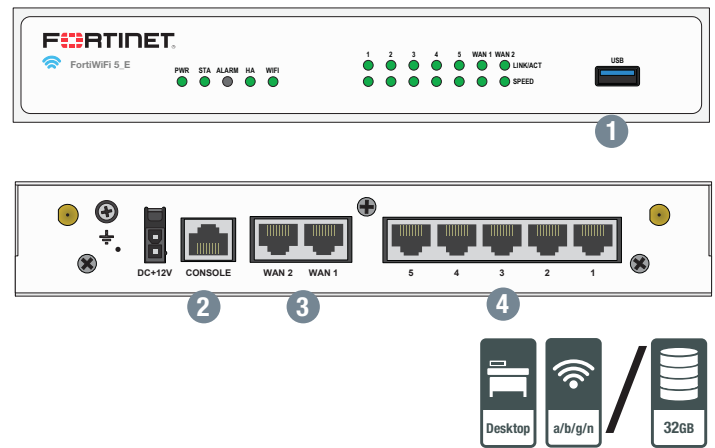 FORTINET.
FortiWiFi 5_E
PWR STA ALARM HA WIFI
1 2 3 4 5 WAN 1 WAN 2
LINK/ACT
SPEED
USB
1
DC+12V CONSOLE WAN 2 WAN 1 5 4 3 2 1
2 3 4
Desktop a/b/g/n 32GB